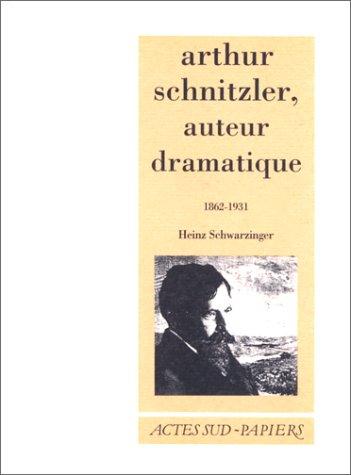 arthur
schnitzler,
auteur
dramatique
1862-1931
Heinz Schwarzinger
ACTES SUD-PAPIERS